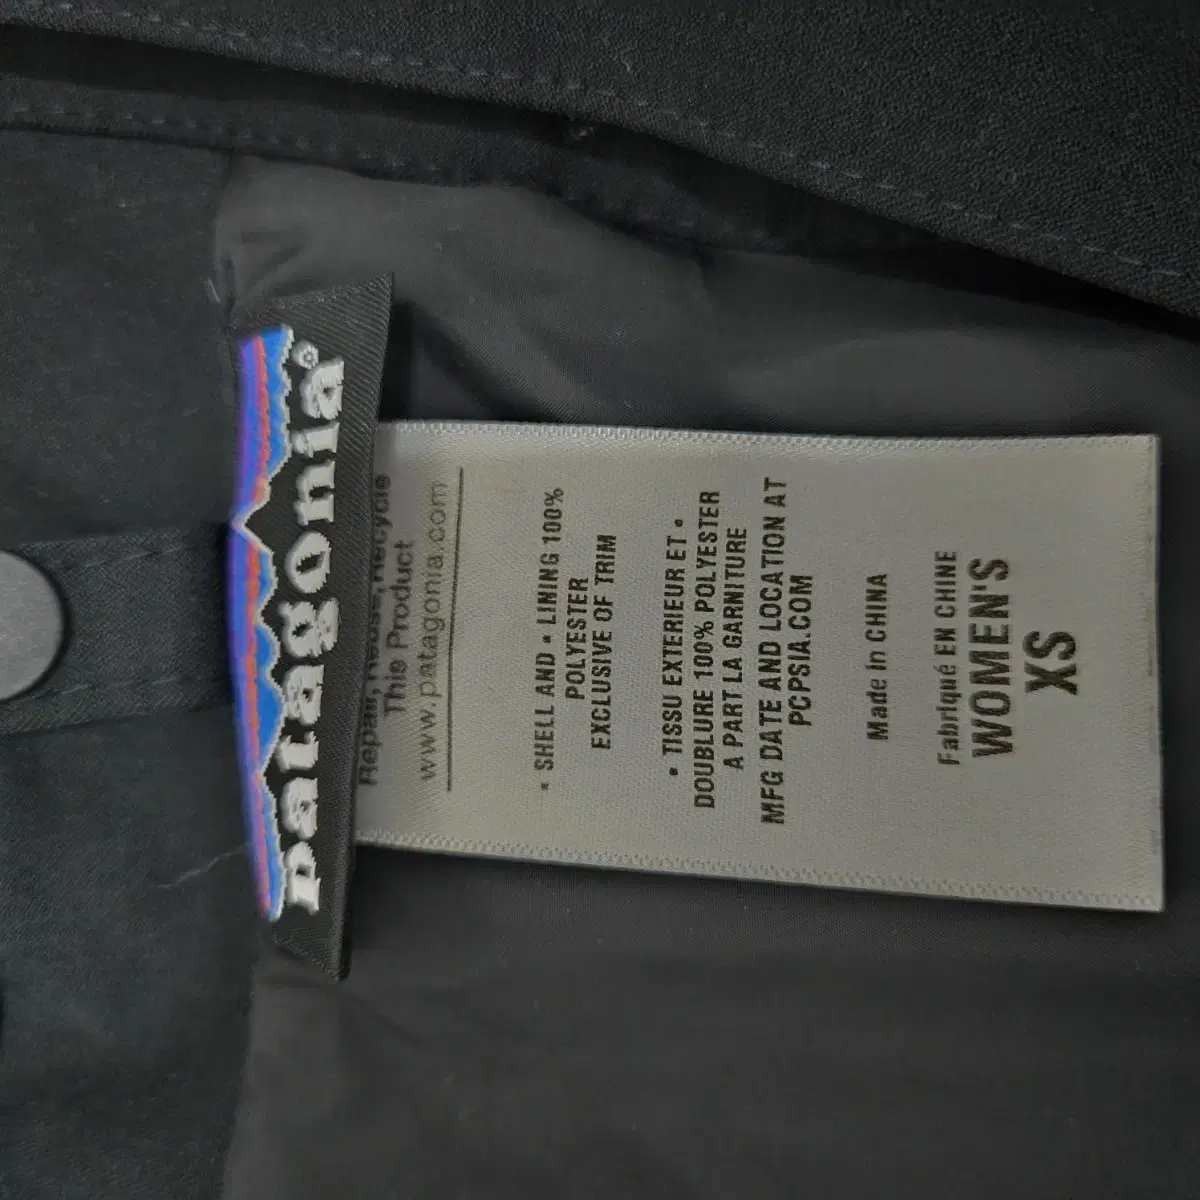 patagonia®
Repair, Reuse, Recycle
This Product
www.patagonia.com
• SHELL AND • LINING 100%
POLYESTER
EXCLUSIVE OF TRIM
• TISSU EXTERIEUR ET •
DOUBLURE 100% POLYESTER
A PART LA GARNITURE
MFG DATE AND LOCATION AT
PCPSIA.COM
Made in CHINA
Fabriqué EN CHINE
WOMEN'S
XS